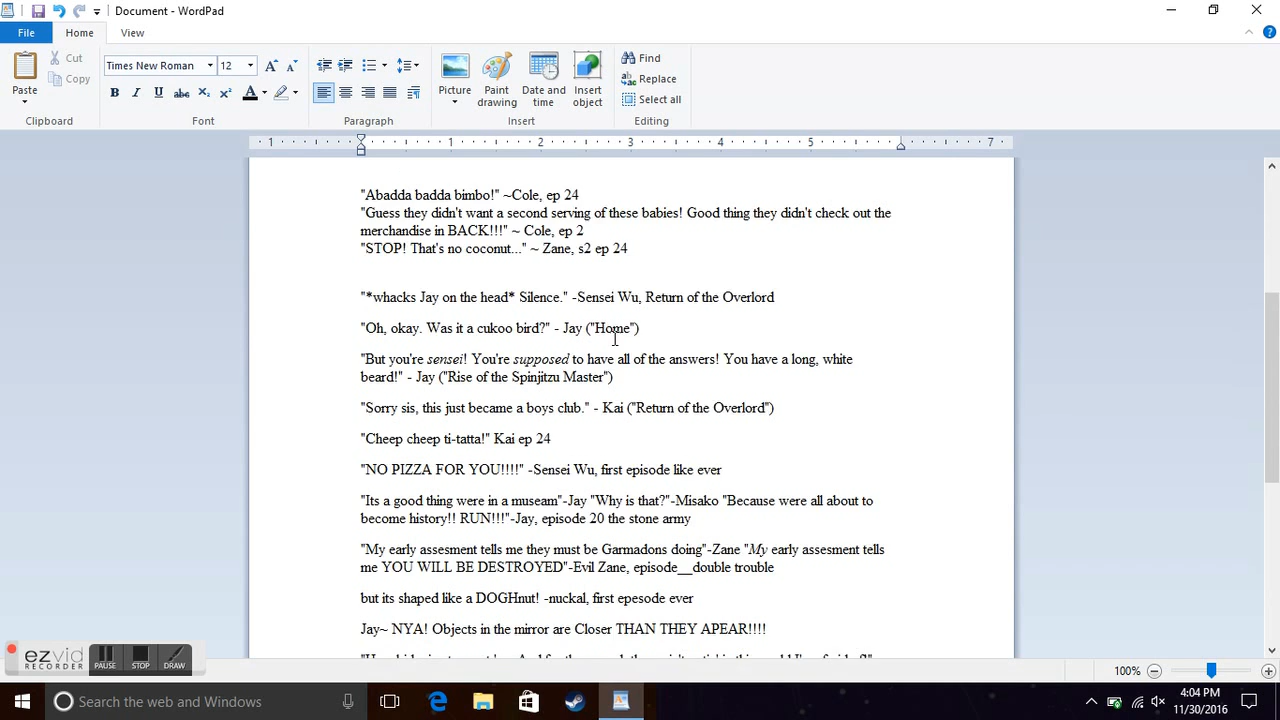 Document - WordPad
File
Home
View
Paste
Cut
Copy
Clipboard
Times New Roman
12
Font
Paragraph
Picture
Paint drawing
Date and time
Insert object
Insert
Find
Replace
Select all
Editing
1 1 2 3 4 5 7
"Abadda badda bimbo!" ~Cole, ep 24
"Guess they didn't want a second serving of these babies! Good thing they didn't check out the
merchandise in BACK!!!" ~ Cole, ep 2
"STOP! That's no coconut..." ~ Zane, s2 ep 24
"*whacks Jay on the head* Silence." -Sensei Wu, Return of the Overlord
"Oh, okay. Was it a cukoo bird?" - Jay ("Home")
"But you're sensei! You're supposed to have all of the answers! You have a long, white
beard!" - Jay ("Rise of the Spinjitzu Master")
"Sorry sis, this just became a boys club." - Kai ("Return of the Overlord")
"Cheep cheep ti-tatta!" Kai ep 24
"NO PIZZA FOR YOU!!!!" -Sensei Wu, first episode like ever
"Its a good thing were in a museam"-Jay "Why is that?"-Misako "Because were all about to
become history!! RUN!!!"-Jay, episode 20 the stone army
"My early assesment tells me they must be Garmadons doing"-Zane "My early assesment tells
me YOU WILL BE DESTROYED"-Evil Zane, episode__double trouble
but its shaped like a DOGHnut! -nuckal, first epesode ever
Jay~ NYA! Objects in the mirror are Closer THAN THEY APEAR!!!!
ezvid
RECORDER
PAUSE
STOP
DRAW
100%
Search the web and Windows
4:04 PM
11/30/2016